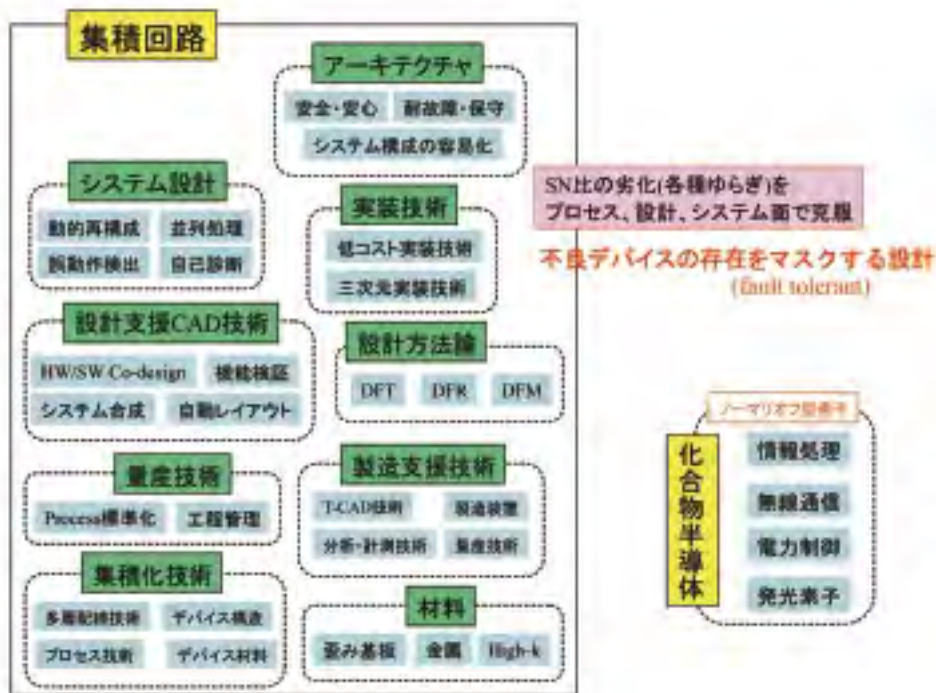 集積回路
アーキテクチャ
安全・安心 耐故障・保守
システム構成の容易化
システム設計
動的再構成 並列処理
誤動作検出 自己診断
実装技術
低コスト実装技術
三次元実装技術
SN比の劣化(各種ゆらぎ)を
プロセス、設計、システム面で克服
不良デバイスの存在をマスクする設計
(fault tolerant)
設計支援CAD技術
HW/SW Co-design 機能検証
システム合成 自動レイアウト
設計方法論
DFT DFR DFM
量産技術
Process標準化 工程管理
製造支援技術
T-CAD技術 製造装置
分析・計測技術 量産技術
集積化技術
多層配線技術 デバイス構造
プロセス技術 デバイス材料
材料
歪み基板 金属 High-k
ノーマリオフ型素子
化合物半導体
情報処理
無線通信
電力制御
発光素子